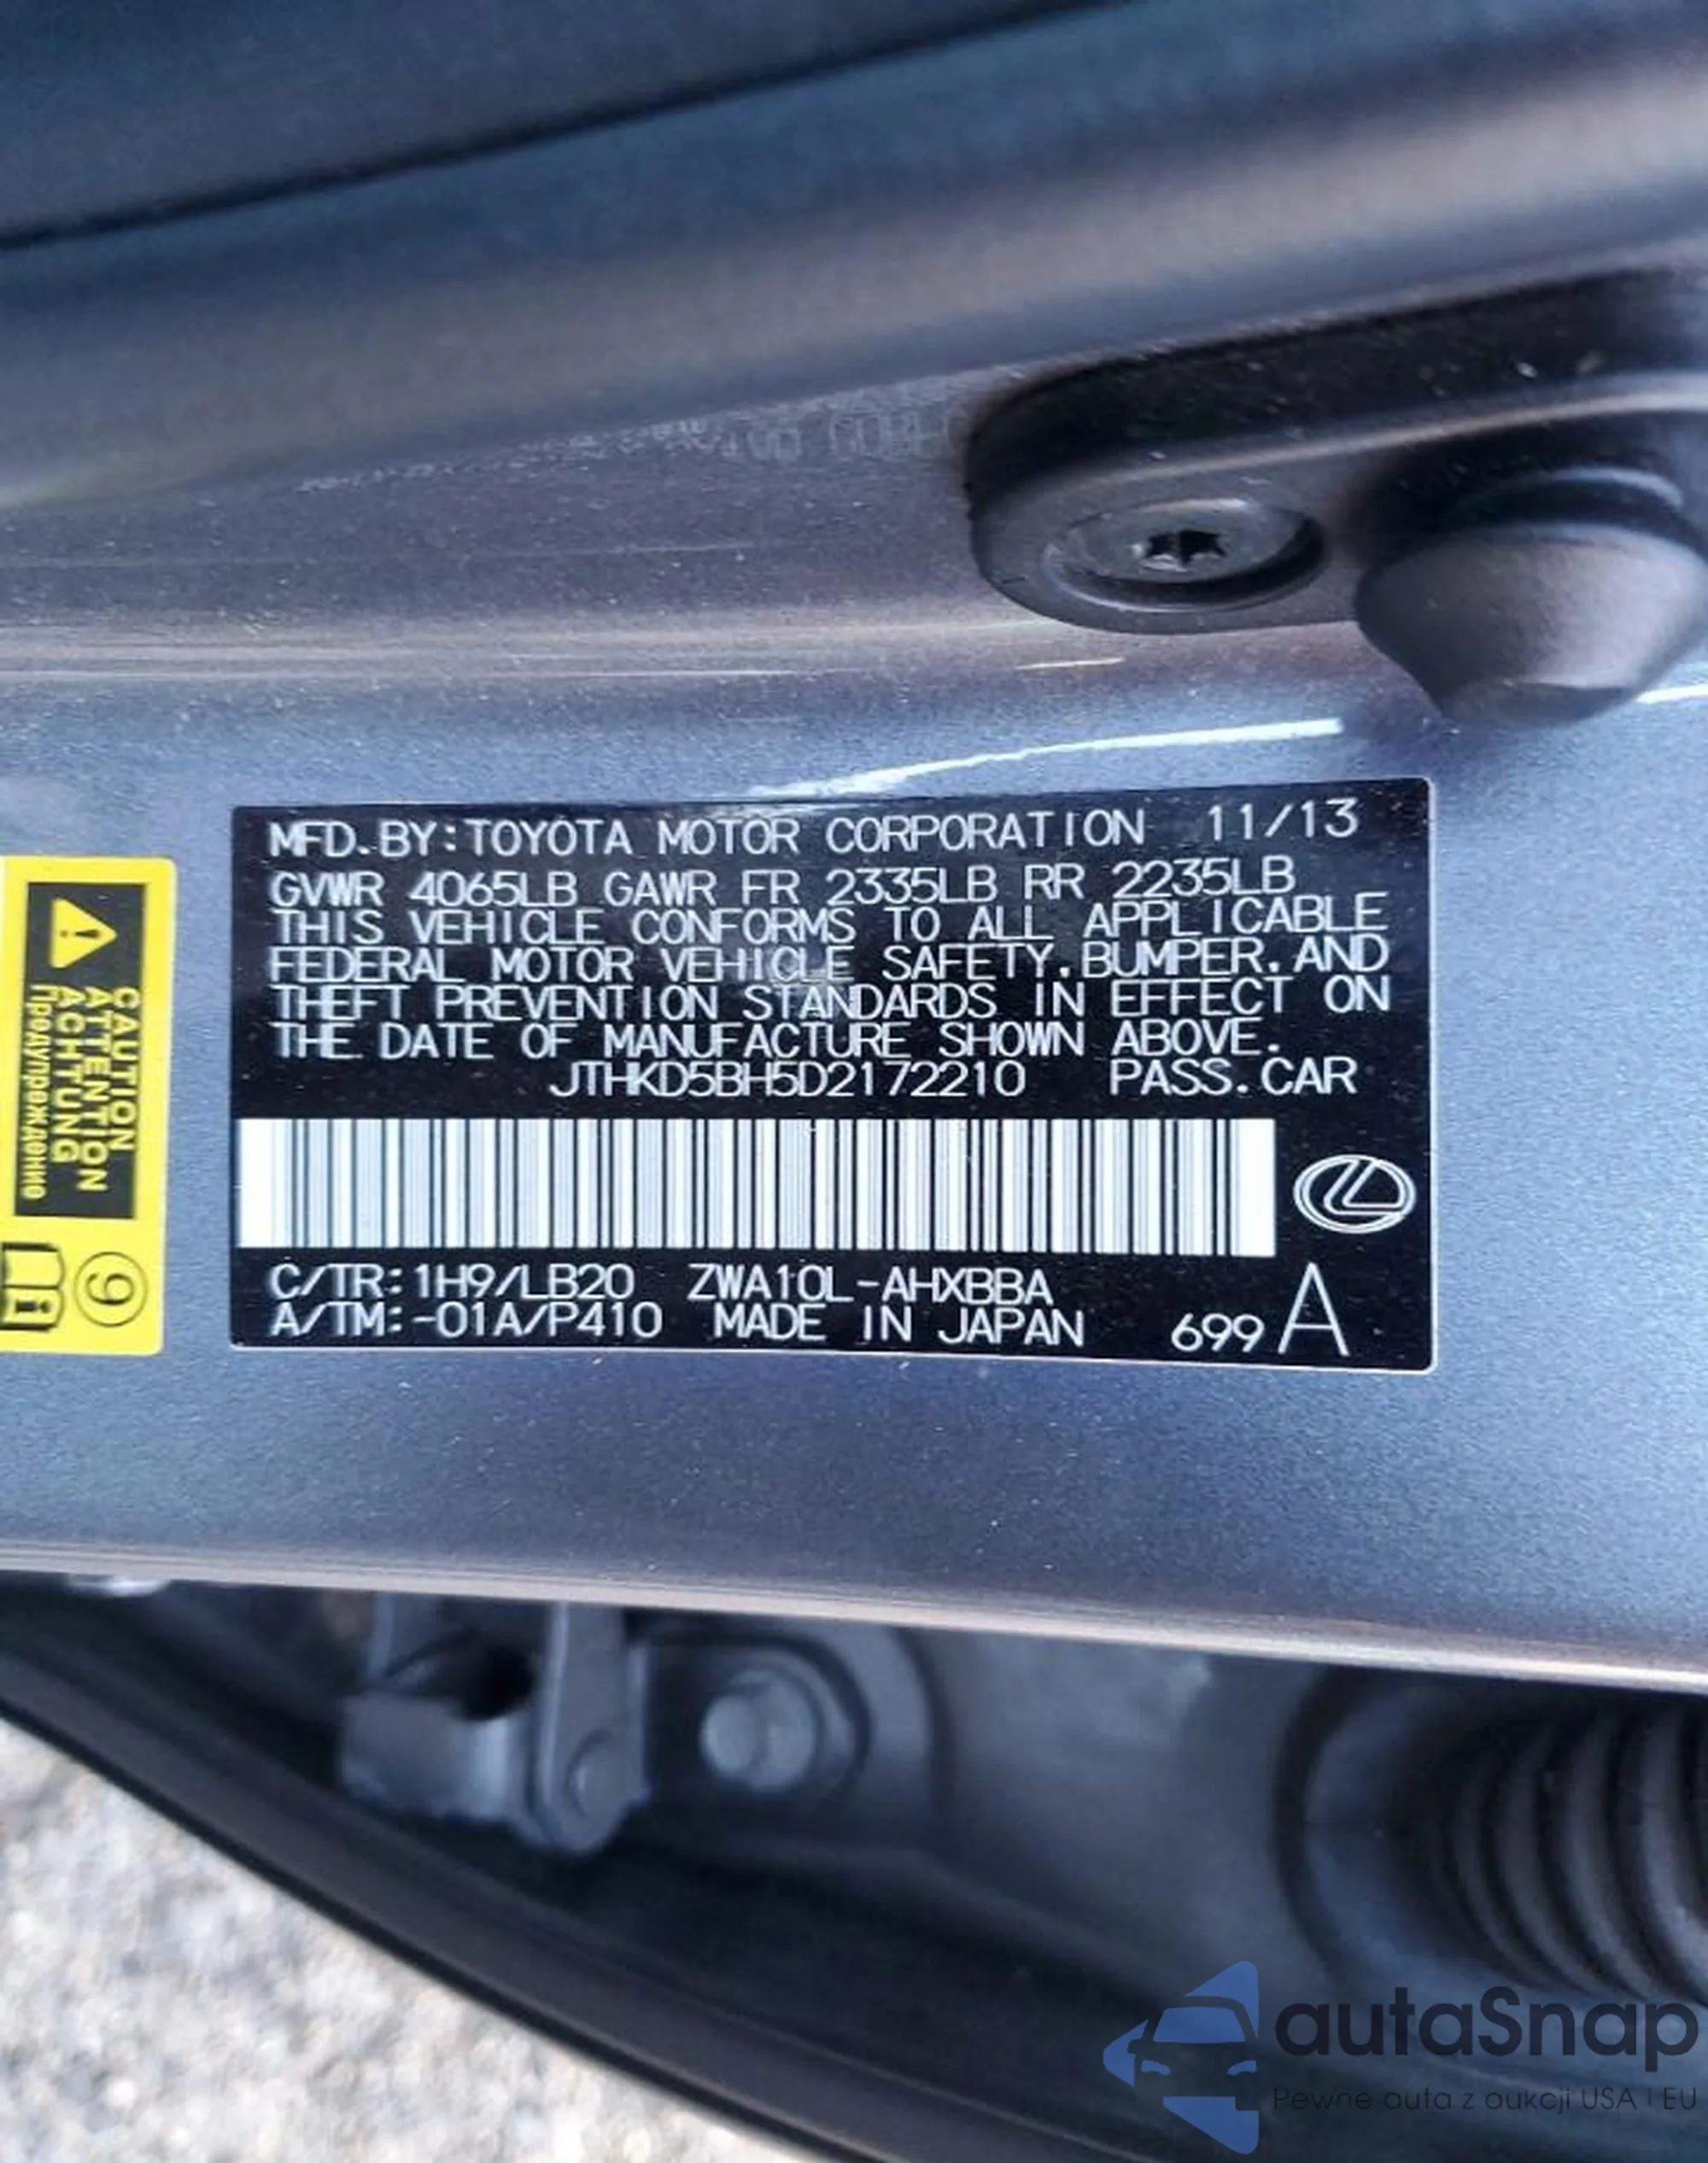 MFD.BY:TOYOTA MOTOR CORPORATION 11/13
GVWR 4065LB GAWR FR 2335LB RR 2235LB
THIS VEHICLE CONFORMS TO ALL APPLICABLE
FEDERAL MOTOR VEHICLE SAFETY,BUMPER,AND
THEFT PREVENTION STANDARDS IN EFFECT ON
THE DATE OF MANUFACTURE SHOWN ABOVE.
JTHKD5BH5D2172210 PASS.CAR
C/TR:1H9/LB20 ZWA10L-AHXBBA
A/TM:-01A/P410 MADE IN JAPAN 699 A
CAUTION
ATTENTION
ACHTUNG
Предупреждение
9
autaSnap
Pewne auta z aukcji USA i EU